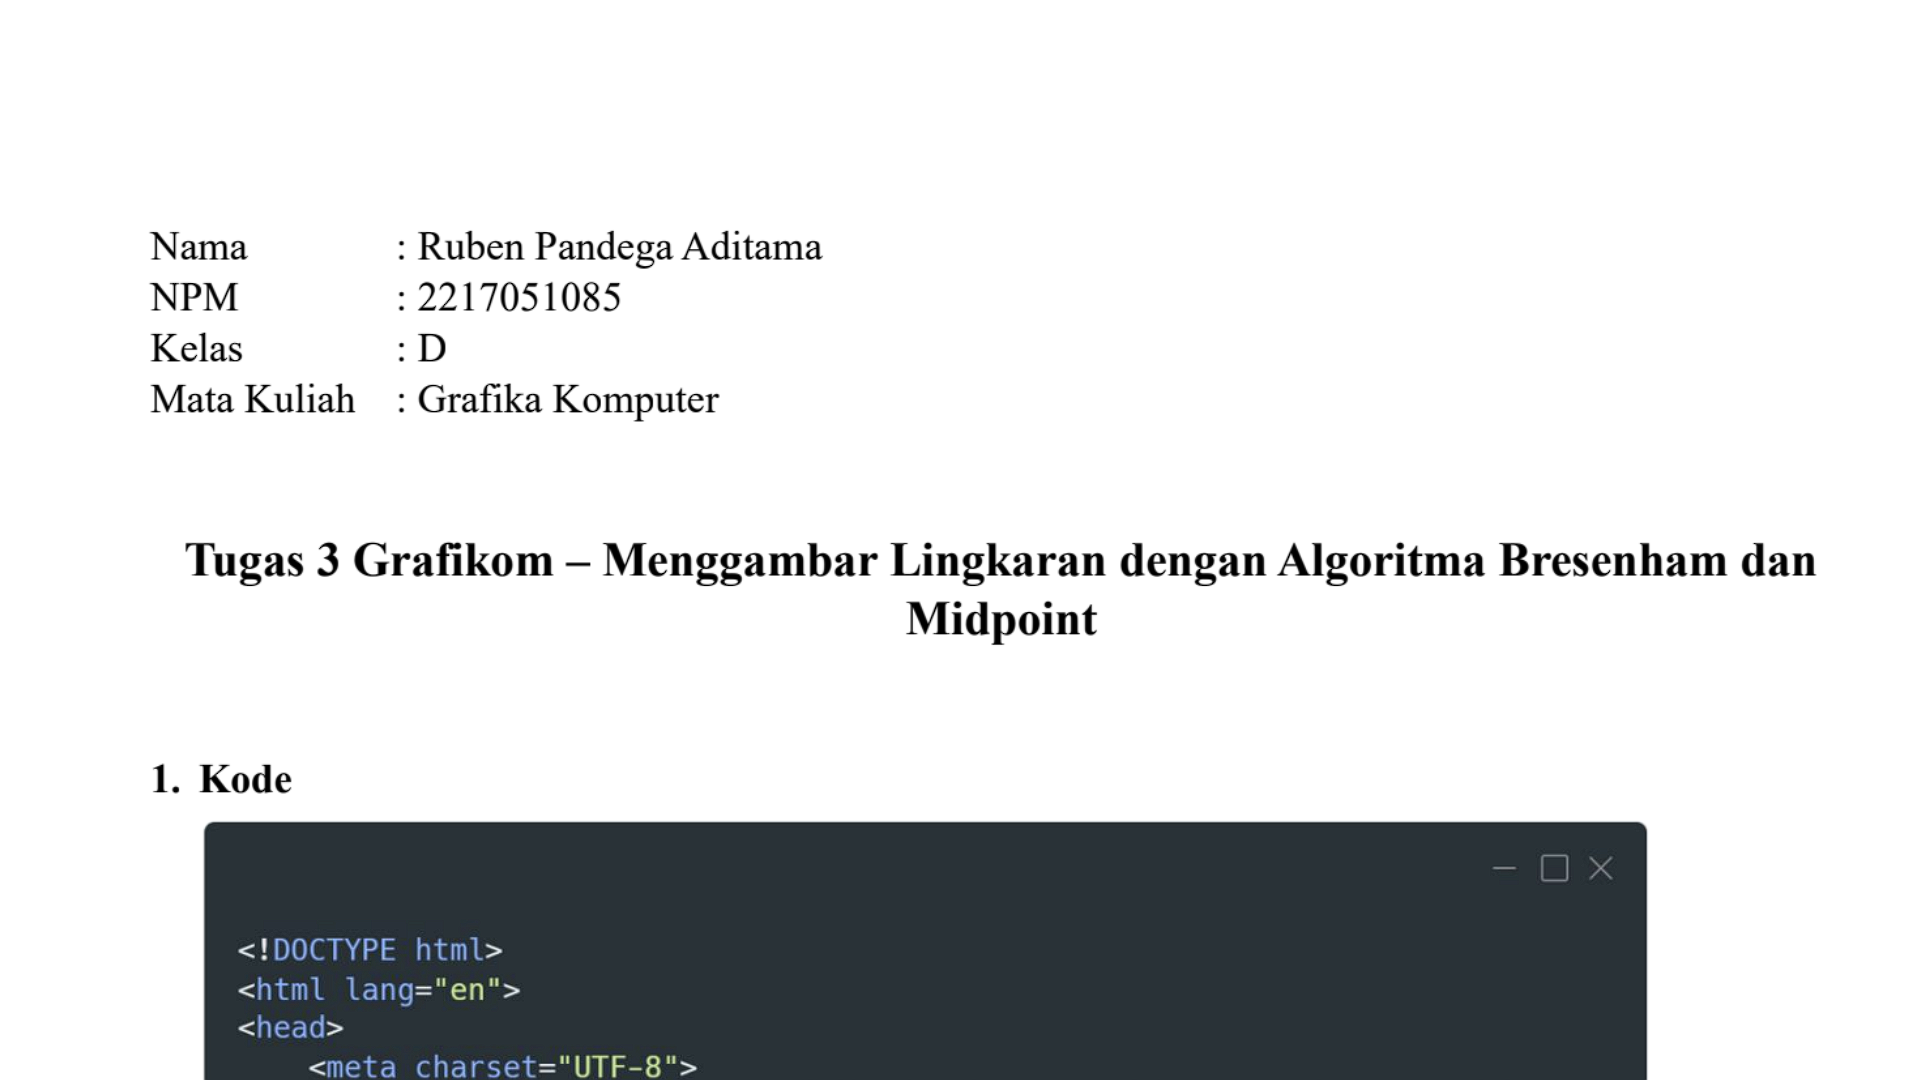 Nama : Ruben Pandega Aditama
NPM : 2217051085
Kelas : D
Mata Kuliah : Grafika Komputer
Tugas 3 Grafikom – Menggambar Lingkaran dengan Algoritma Bresenham dan
Midpoint
1. Kode
<!DOCTYPE html>
<html lang="en">
<head>
<meta charset="UTF-8">